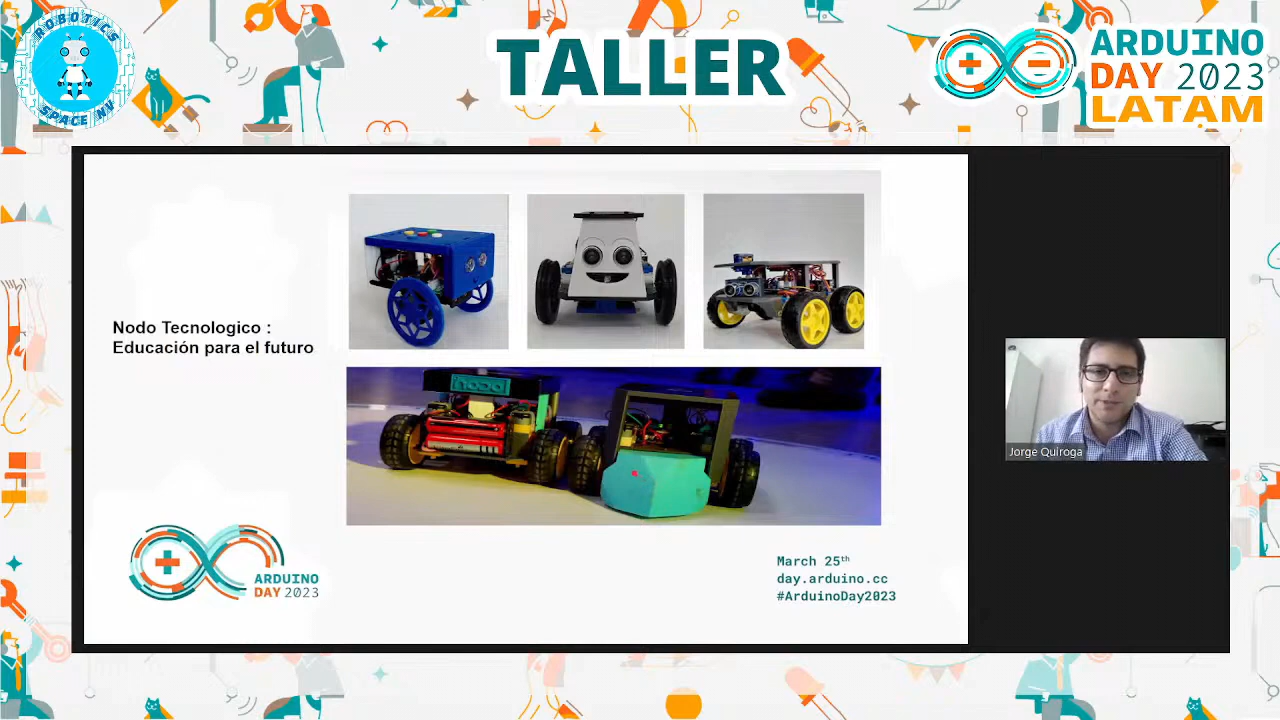 ROBOTICS
SPACE NV
TALLER
ARDUINO
DAY 2023
LATAM
Nodo Tecnologico :
Educación para el futuro
nodo
ARDUINO
DAY 2023
March 25th
day.arduino.cc
#ArduinoDay2023
Jorge Quiroga